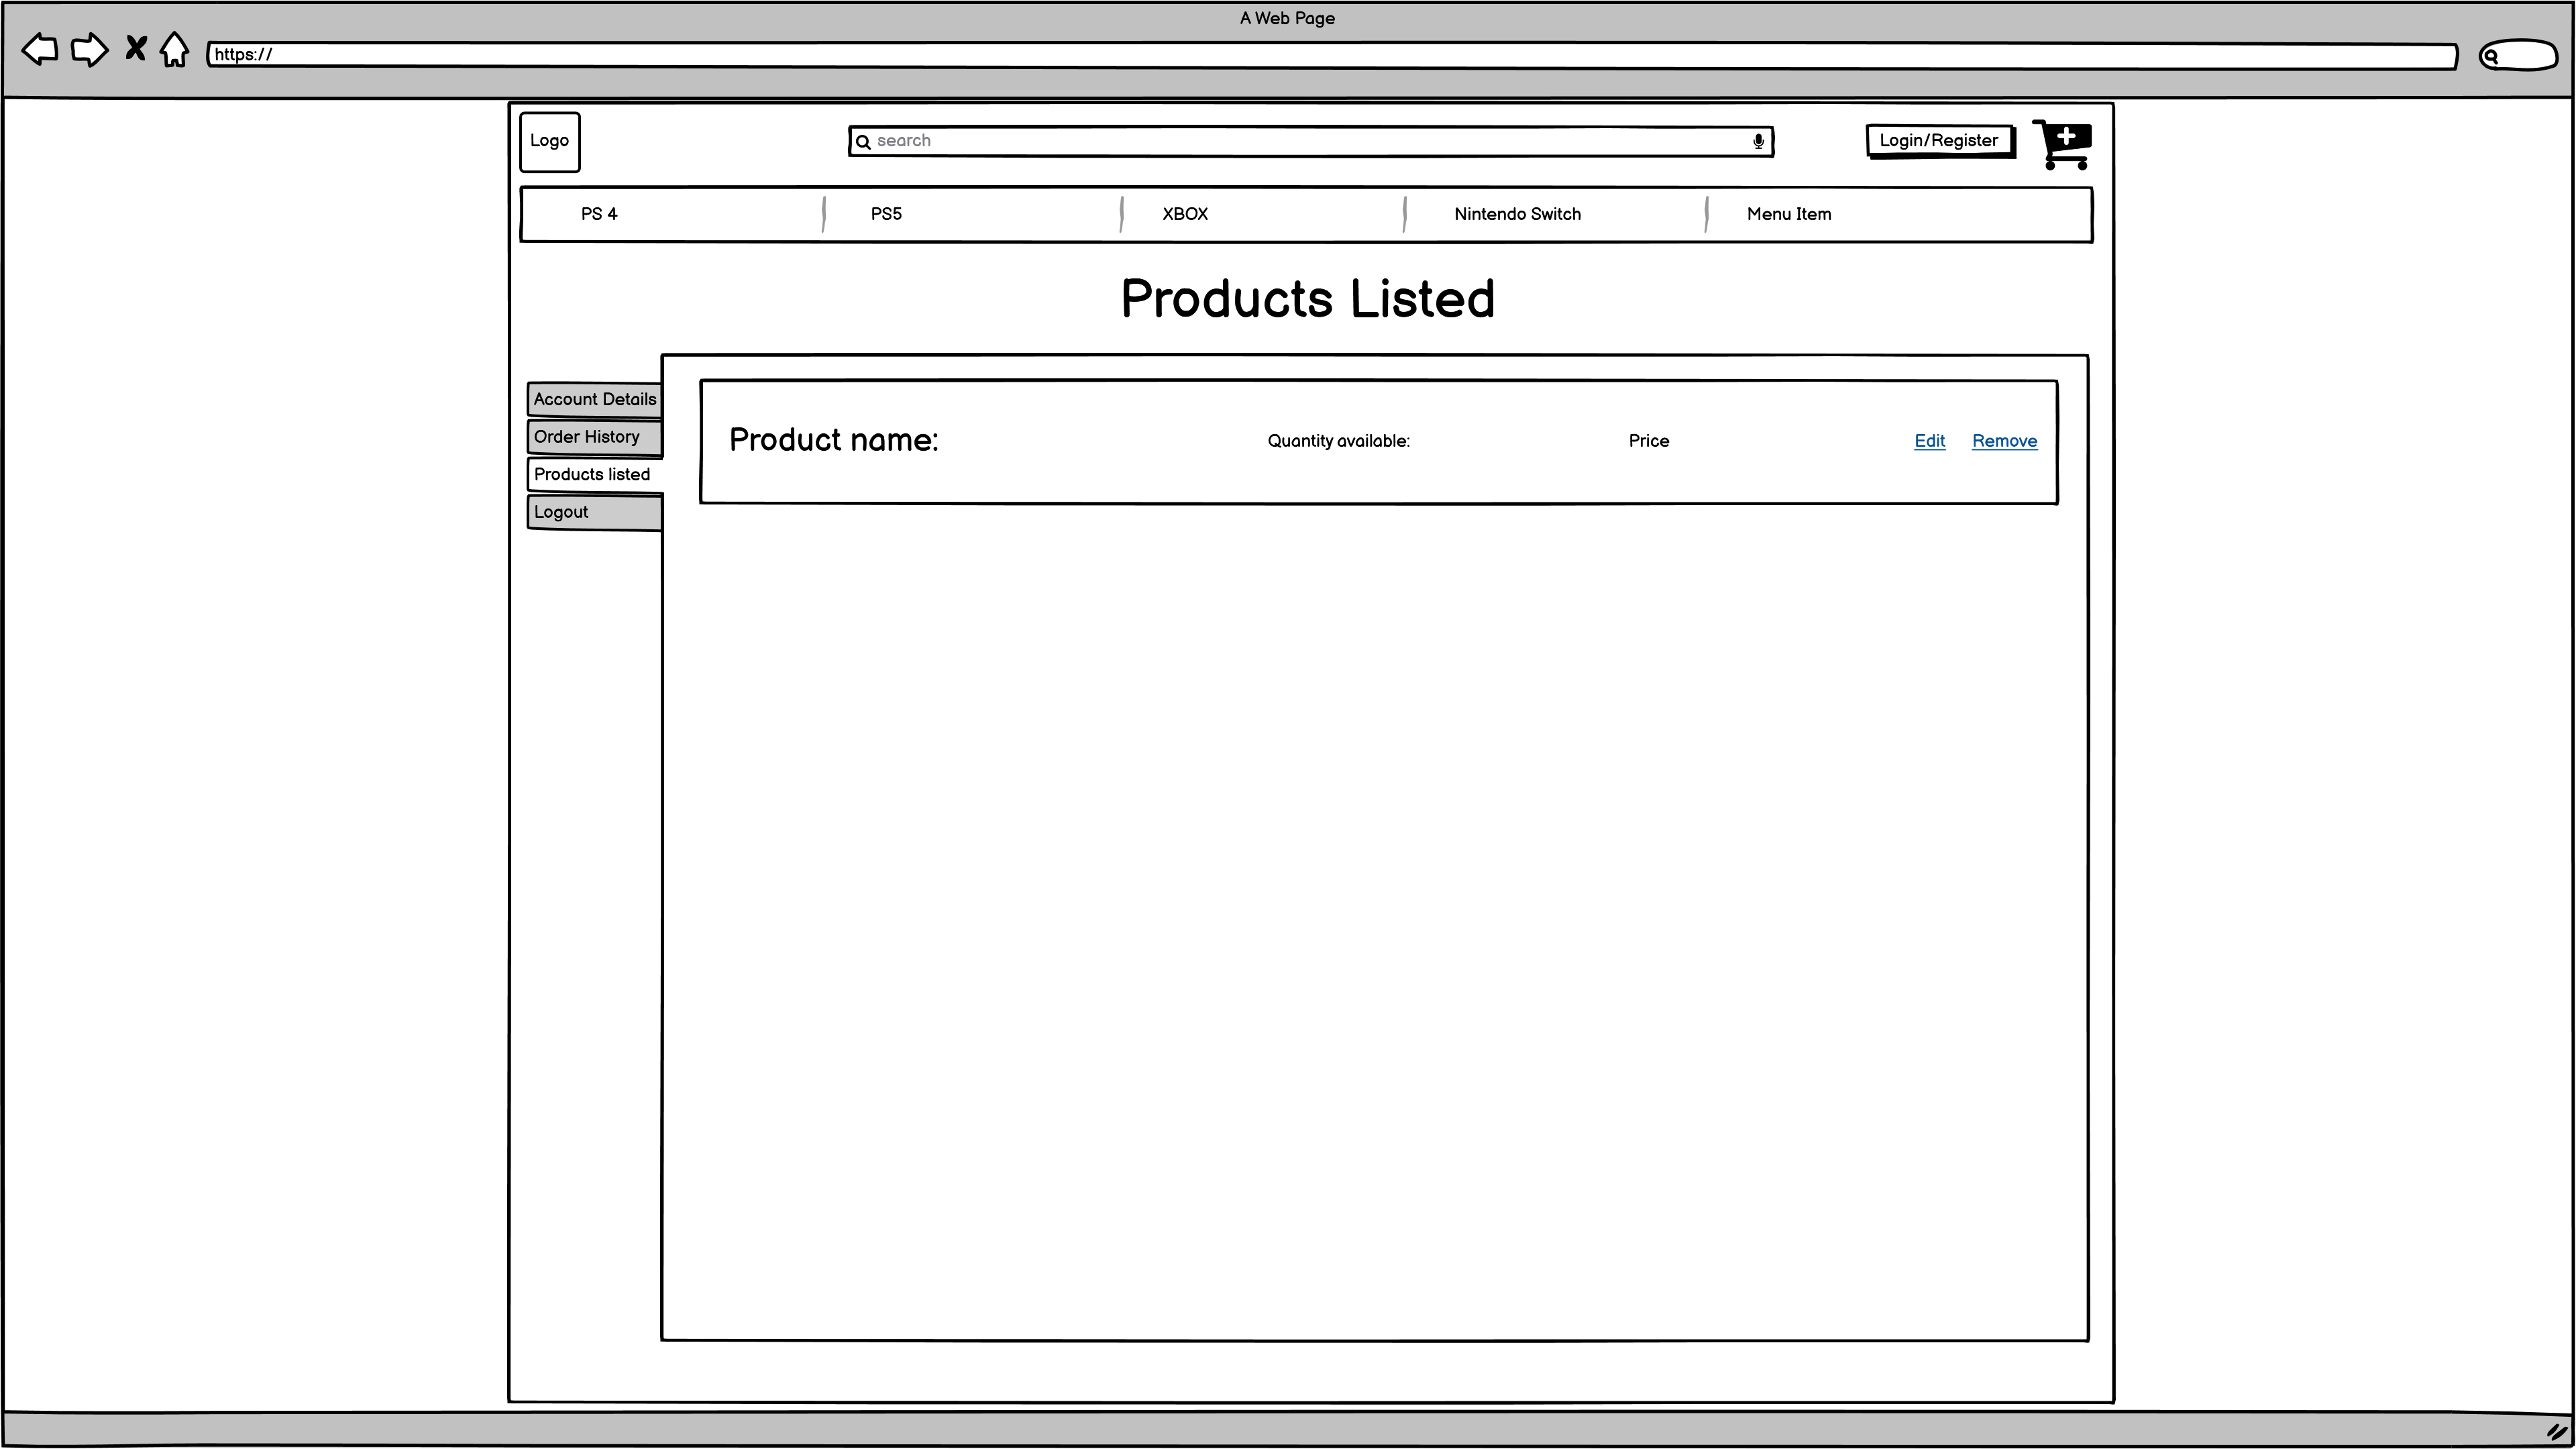 A Web Page
https://
Logo
search
Login/Register
PS 4
PS5
XBOX
Nintendo Switch
Menu Item
Products Listed
Account Details
Order History
Products listed
Logout
Product name:
Quantity available:
Price
Edit
Remove